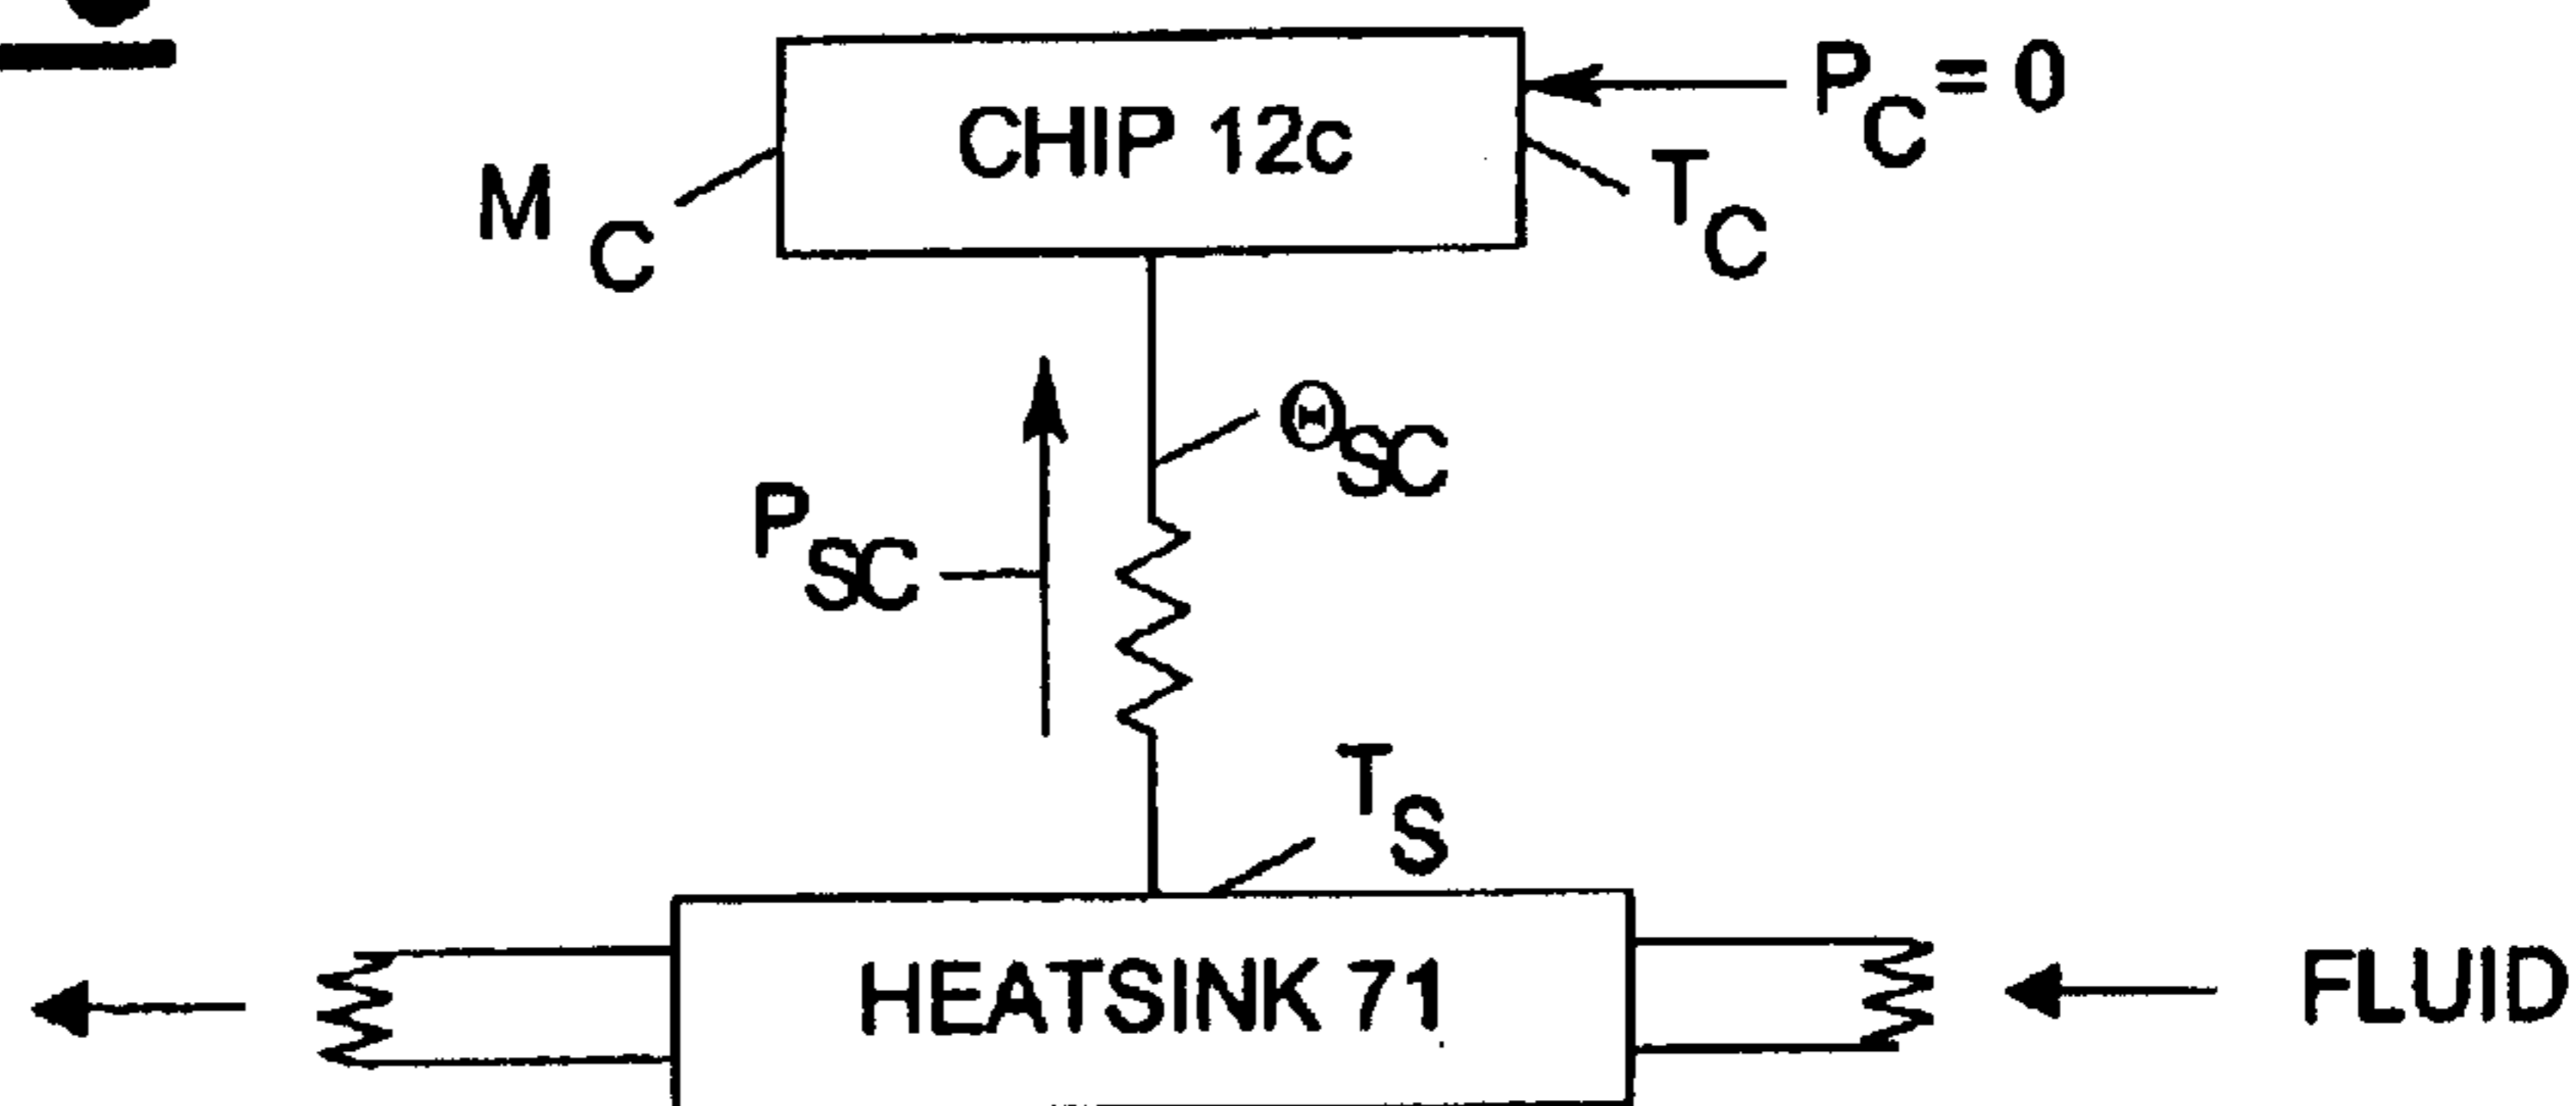 CHIP 12c
P_C = 0
M_C
T_C
Θ_SC
P_SC
T_S
HEATSINK 71
FLUID